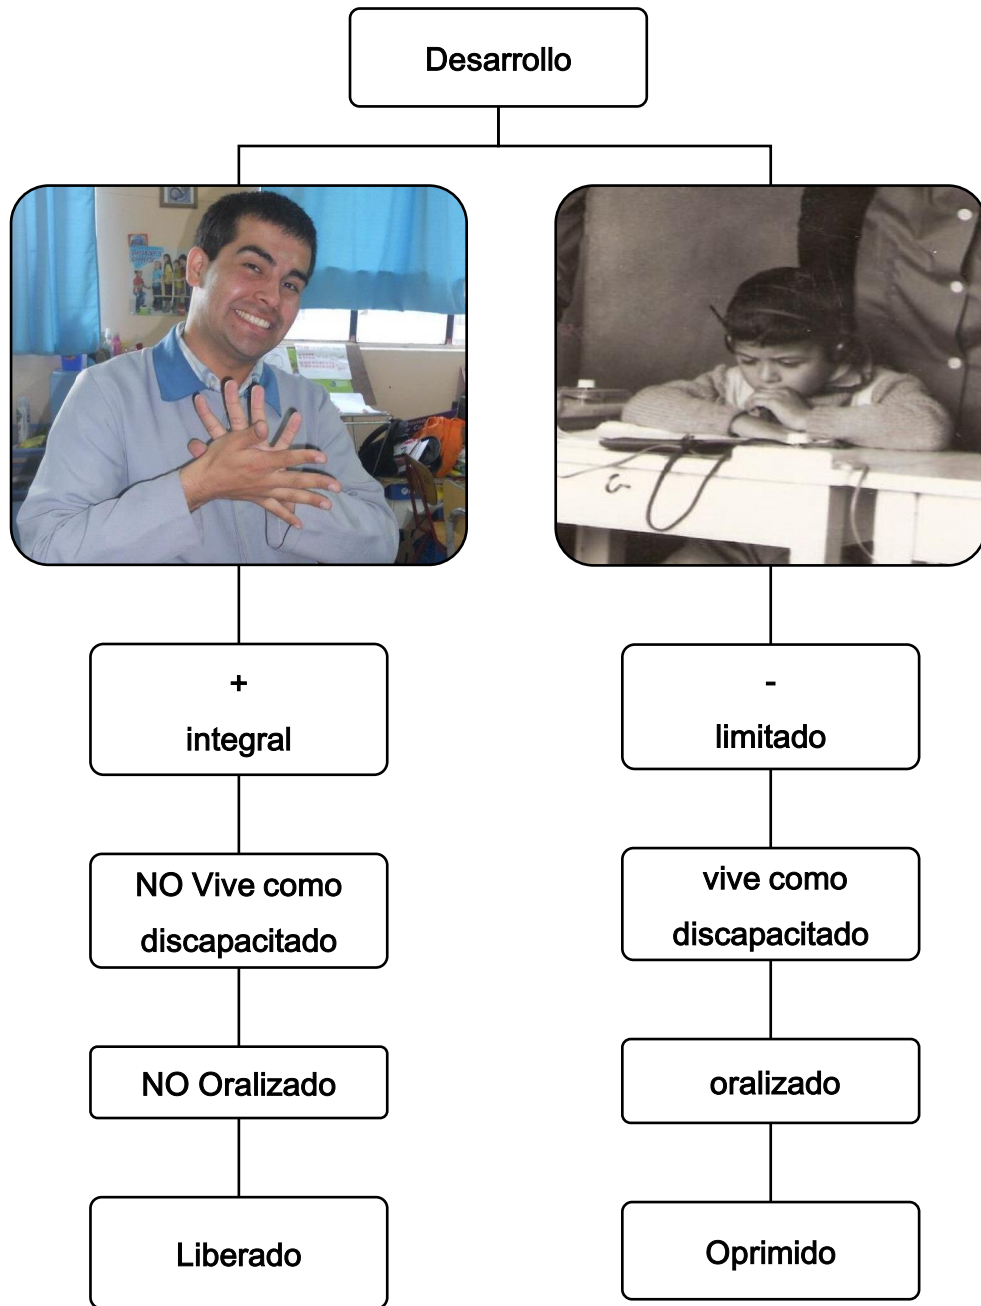 Desarrollo
+
integral
NO Vive como
discapacitado
NO Oralizado
Liberado
-
limitado
vive como
discapacitado
oralizado
Oprimido